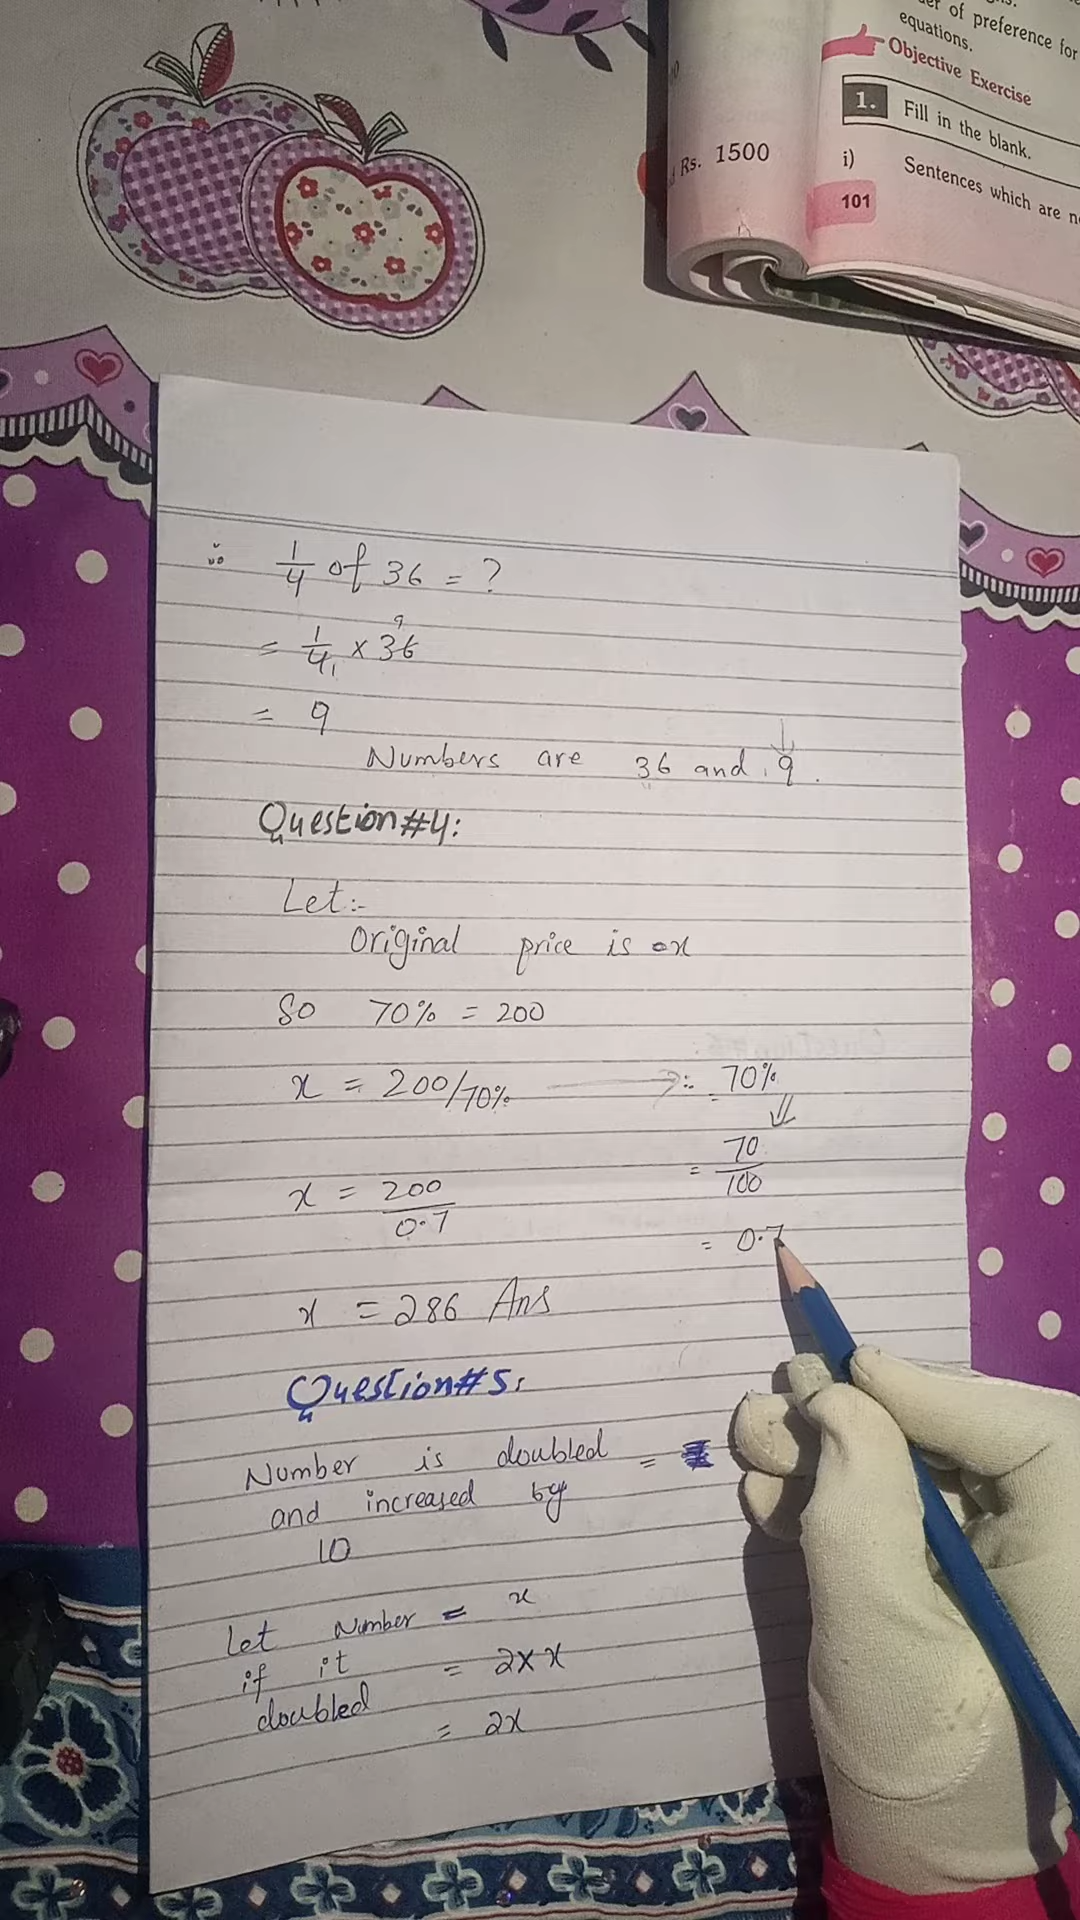 er of preference for
equations.
Objective Exercise
1. Fill in the blank.
i) Sentences which are
101
Rs. 1500
∴ 1/4 of 36 = ?
= 1/4 1 × 36 9
= 9
Numbers are 36 and 9.
Question#4:
Let:-
Original price is x
So 70% = 200
x = 200/70% ∴ 70%
= 70/100
x = 200/0.7
= 0.7
x = 286 Ans
Question#5:
Number is doubled =
and increased by
10
Let Number = x
if it = 2×x
doubled
= 2x